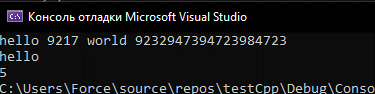 Консоль отладки Microsoft Visual Studio
hello 9217 world 9232947394723984723
hello
5
C:\Users\Force\source\repos\testCpp\Debug\Conso